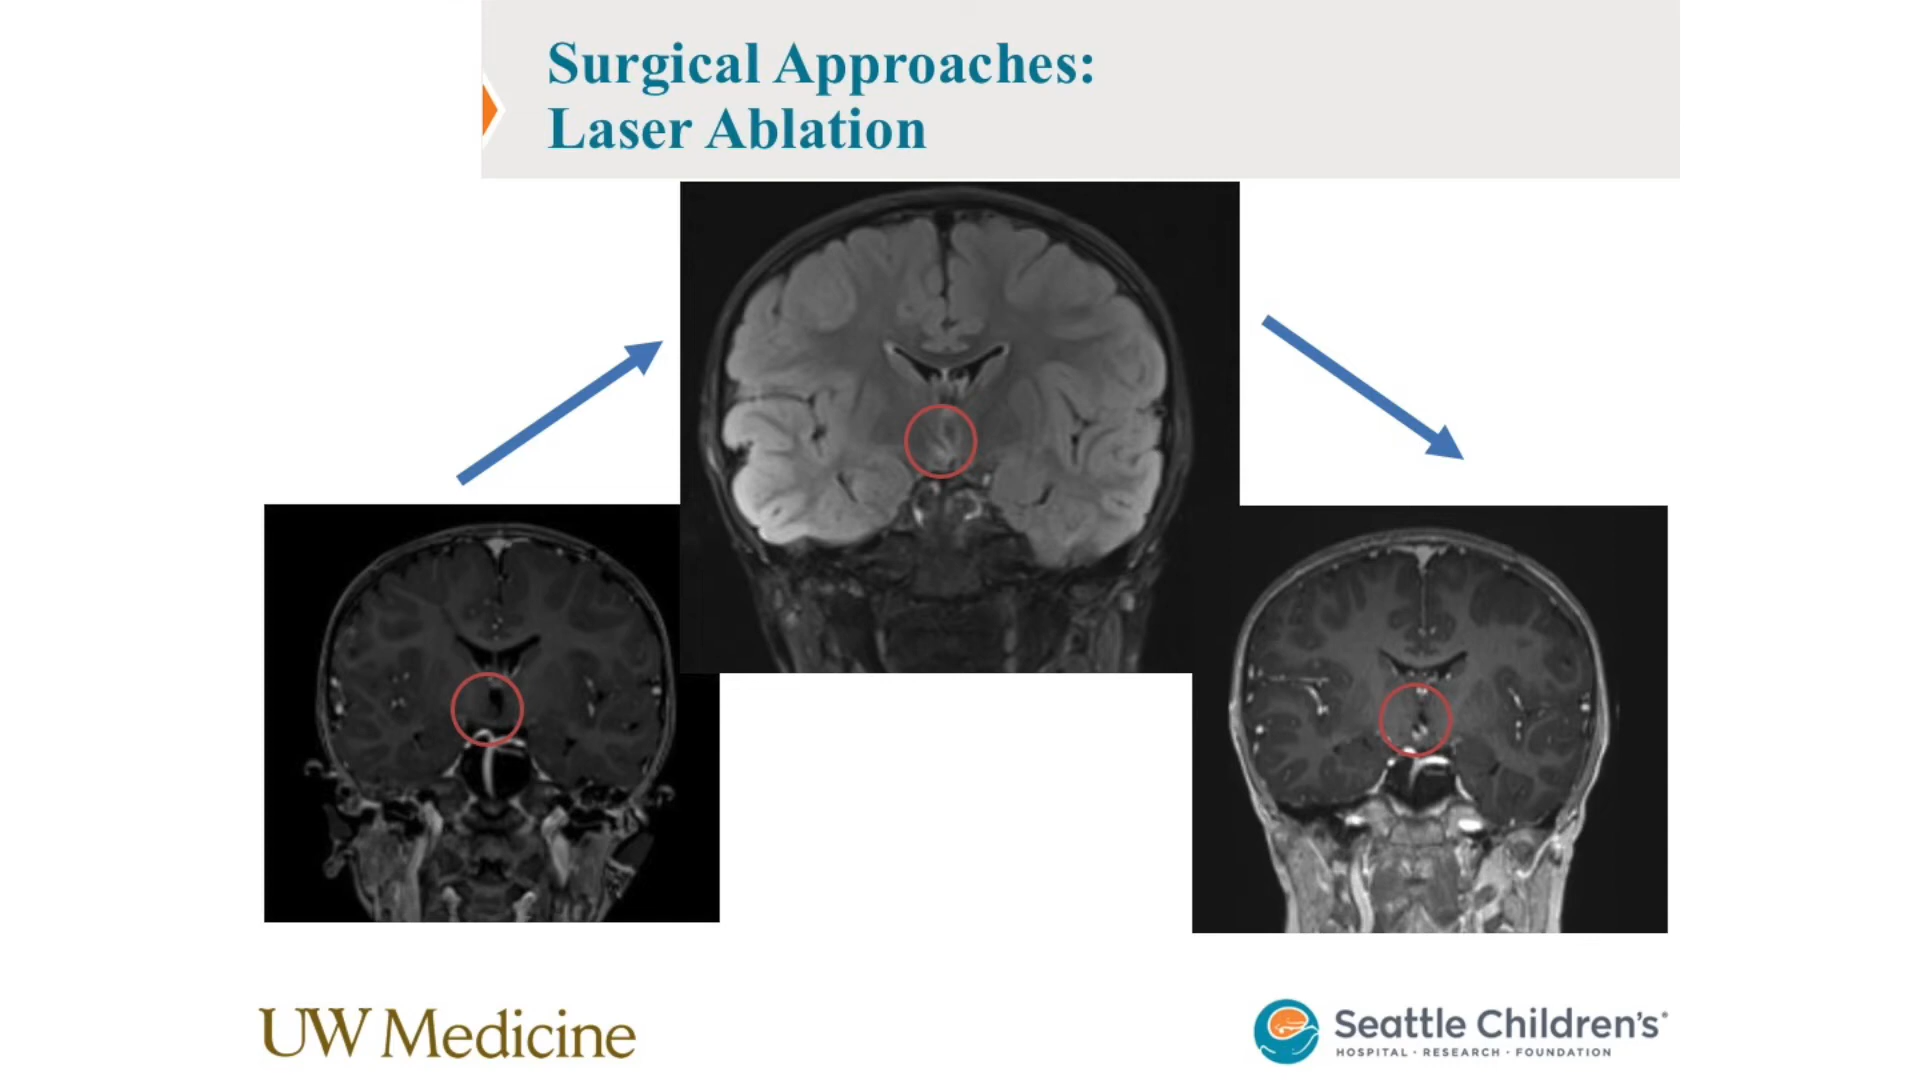 Surgical Approaches:
Laser Ablation
UW Medicine
Seattle Children's®
HOSPITAL · RESEARCH · FOUNDATION